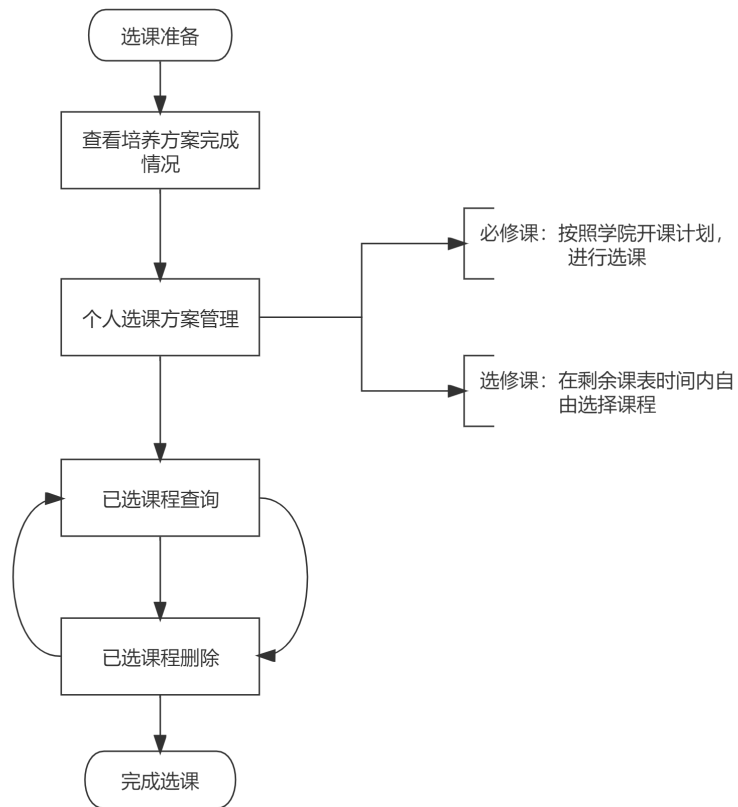 选课准备
查看培养方案完成
情况
个人选课方案管理
必修课：按照学院开课计划，
进行选课
选修课：在剩余课表时间内自
由选择课程
已选课程查询
已选课程删除
完成选课